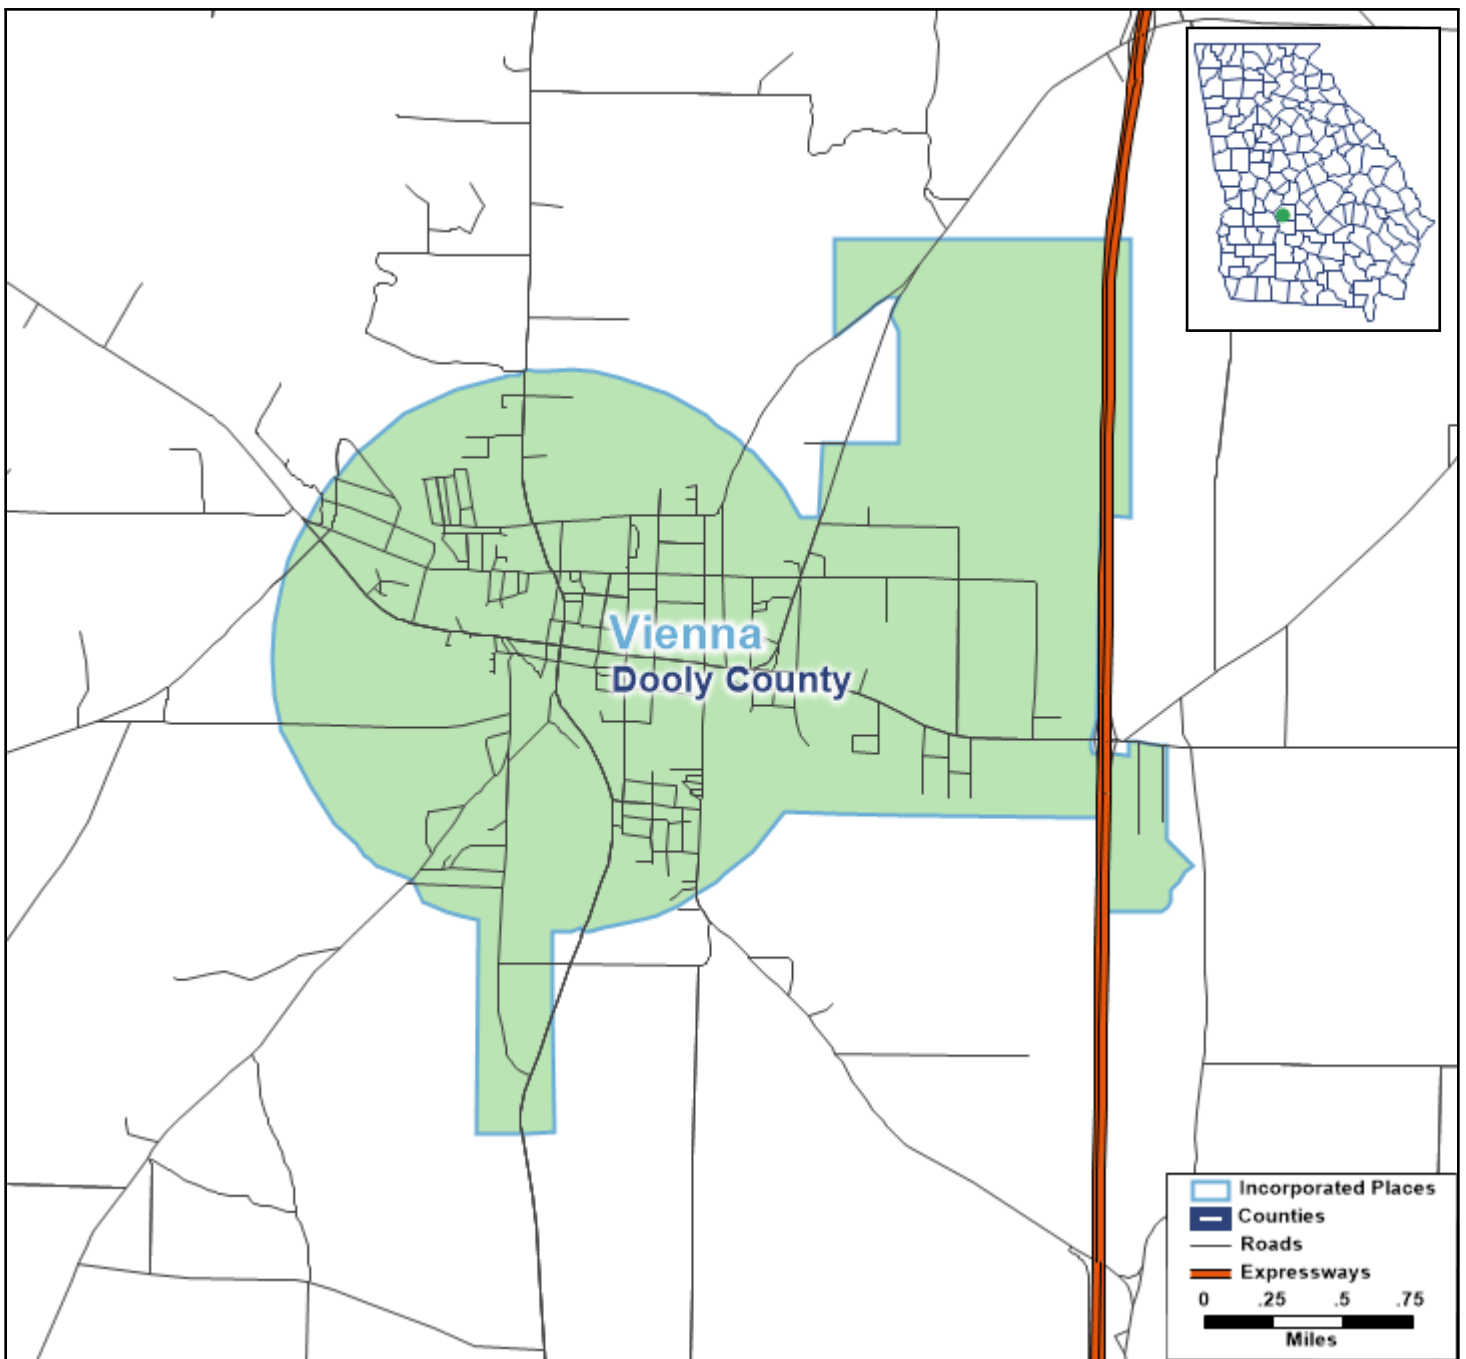 Vienna
Dooly County
Incorporated Places
Counties
Roads
Expressways
0 .25 .5 .75
Miles